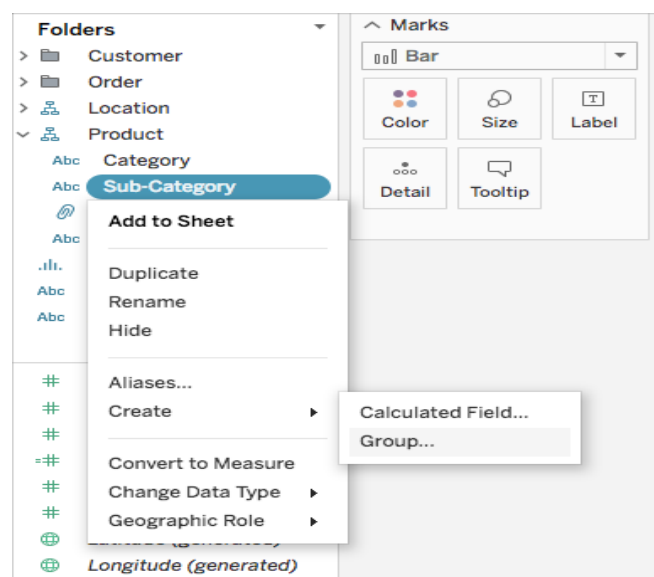 Folders
Customer
Order
Location
Product
Abc Category
Abc Sub-Category
Abc
Abc
Abc
Add to Sheet
Duplicate
Rename
Hide
Aliases...
Create
Convert to Measure
Change Data Type
Geographic Role
Calculated Field...
Group...
Longitude (generated)
Marks
Bar
Color
Size
T
Label
Detail
Tooltip